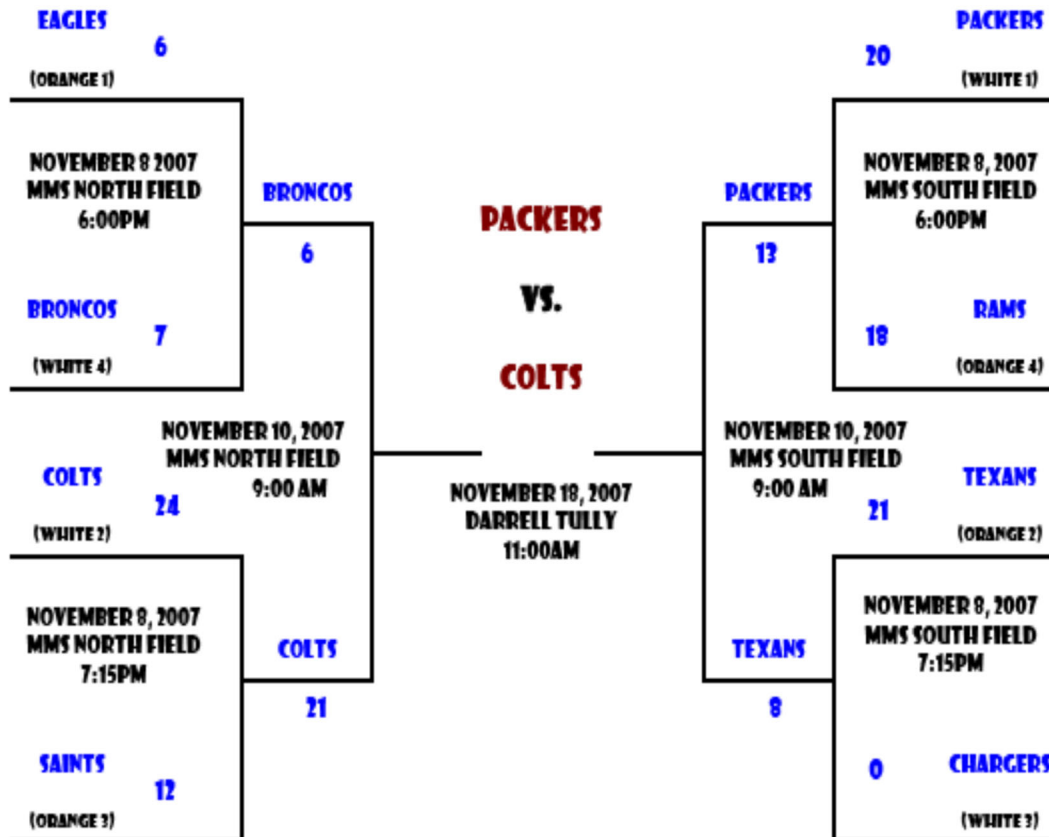 EAGLES
6
(ORANGE 1)
NOVEMBER 8 2007
MMS NORTH FIELD
6:00PM
BRONCOS
7
(WHITE 4)
COLTS
24
(WHITE 2)
NOVEMBER 8, 2007
MMS NORTH FIELD
7:15PM
SAINTS
12
(ORANGE 3)
BRONCOS
6
NOVEMBER 10, 2007
MMS NORTH FIELD
9:00 AM
COLTS
21
PACKERS
VS.
COLTS
NOVEMBER 18, 2007
DARRELL TULLY
11:00AM
PACKERS
13
NOVEMBER 10, 2007
MMS SOUTH FIELD
9:00 AM
TEXANS
8
PACKERS
20
(WHITE 1)
NOVEMBER 8, 2007
MMS SOUTH FIELD
6:00PM
RAMS
18
(ORANGE 4)
TEXANS
21
(ORANGE 2)
NOVEMBER 8, 2007
MMS SOUTH FIELD
7:15PM
0
CHARGERS
(WHITE 3)